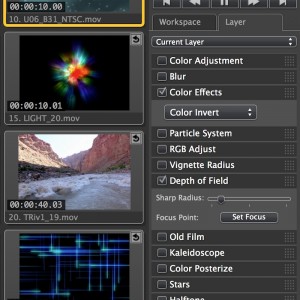 00:00:10.00
10. U06_B31_NTSC.mov
00:00:10.01
15. LIGHT_20.mov
00:00:40.03
20. TRiv1_19.mov
Workspace
Layer
Current Layer
Color Adjustment
Blur
Color Effects
Color Invert
Particle System
RGB Adjust
Vignette Radius
Depth of Field
Sharp Radius:
Focus Point:
Set Focus
Old Film
Kaleidoscope
Color Posterize
Stars
Halftone